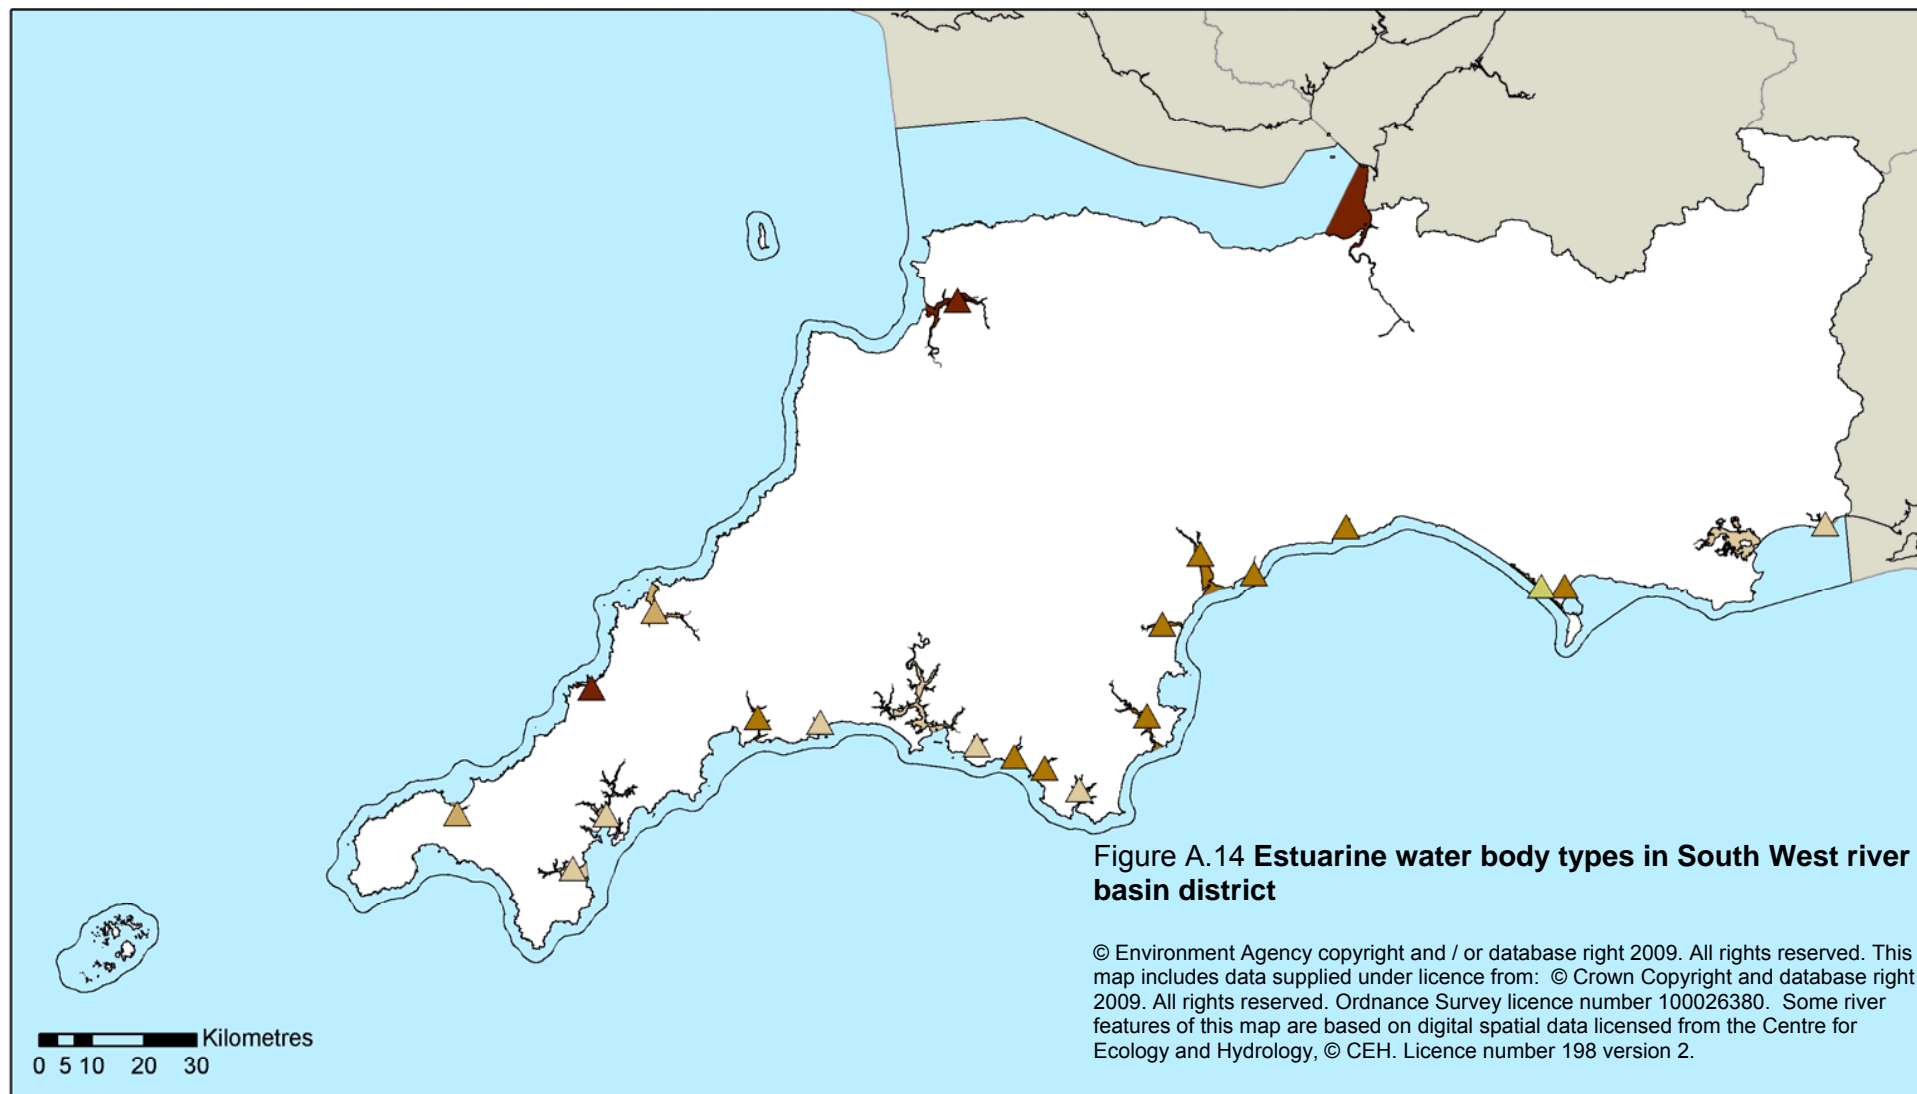 Figure A.14 Estuarine water body types in South West river
basin district
© Environment Agency copyright and / or database right 2009. All rights reserved. This
map includes data supplied under licence from: © Crown Copyright and database right
2009. All rights reserved. Ordnance Survey licence number 100026380. Some river
features of this map are based on digital spatial data licensed from the Centre for
Ecology and Hydrology, © CEH. Licence number 198 version 2.
Kilometres
0 5 10 20 30